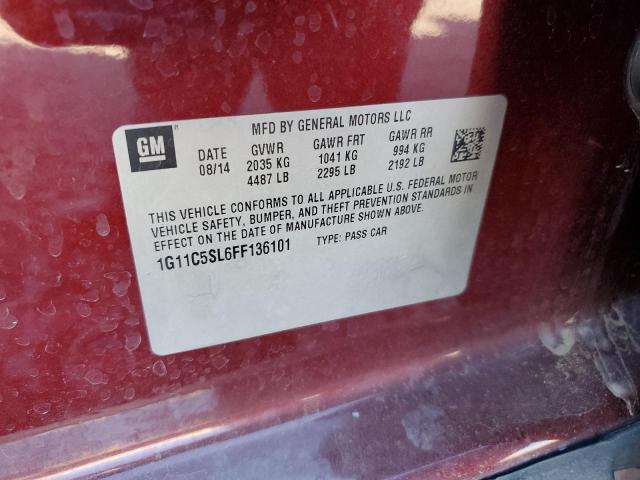 GM
MFD BY GENERAL MOTORS LLC
DATE GVWR GAWR FRT GAWR RR
08/14 2035 KG 1041 KG 994 KG
4487 LB 2295 LB 2192 LB
THIS VEHICLE CONFORMS TO ALL APPLICABLE U.S. FEDERAL MOTOR
VEHICLE SAFETY, BUMPER, AND THEFT PREVENTION STANDARDS IN
EFFECT ON THE DATE OF MANUFACTURE SHOWN ABOVE.
1G11C5SL6FF136101 TYPE: PASS CAR